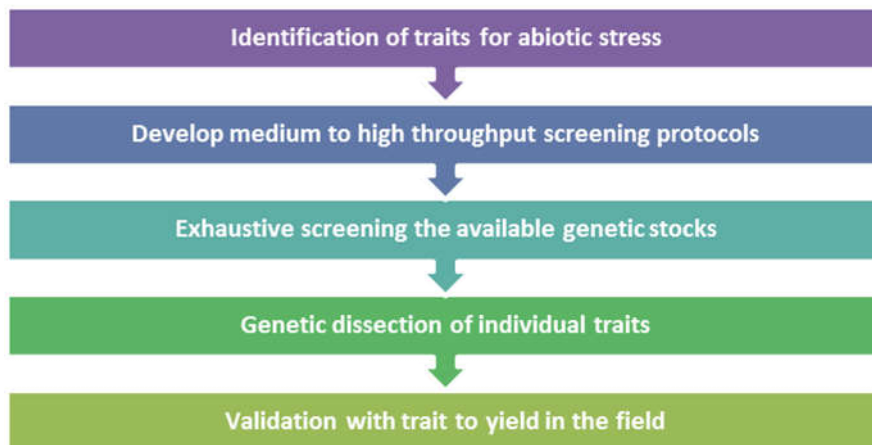 Identification of traits for abiotic stress
Develop medium to high throughput screening protocols
Exhaustive screening the available genetic stocks
Genetic dissection of individual traits
Validation with trait to yield in the field